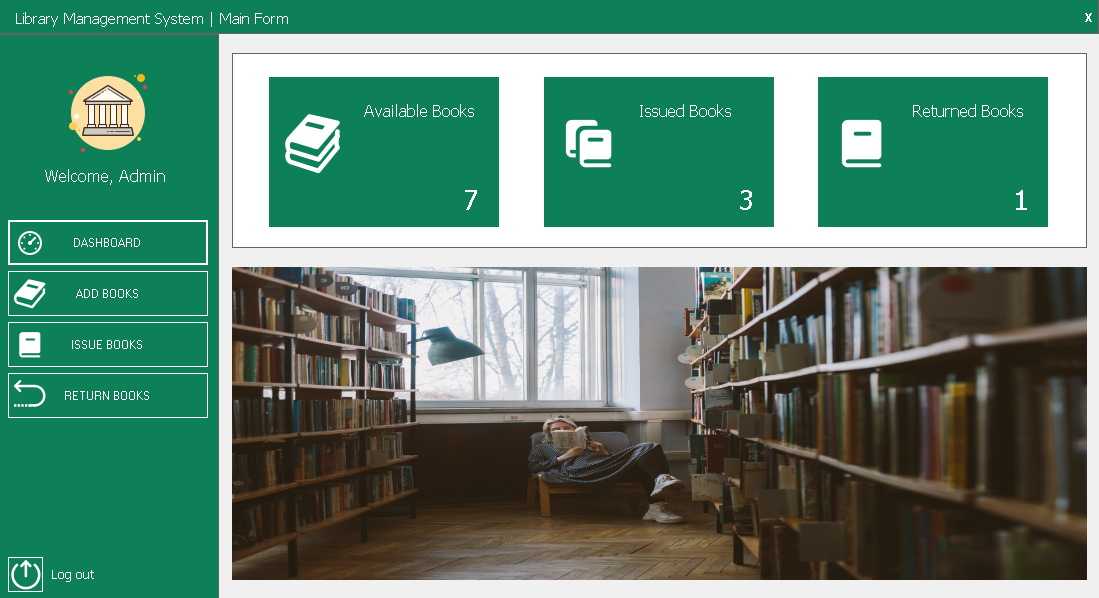 Library Management System | Main Form
X
Welcome, Admin
DASHBOARD
ADD BOOKS
ISSUE BOOKS
RETURN BOOKS
Log out
Available Books
7
Issued Books
3
Returned Books
1